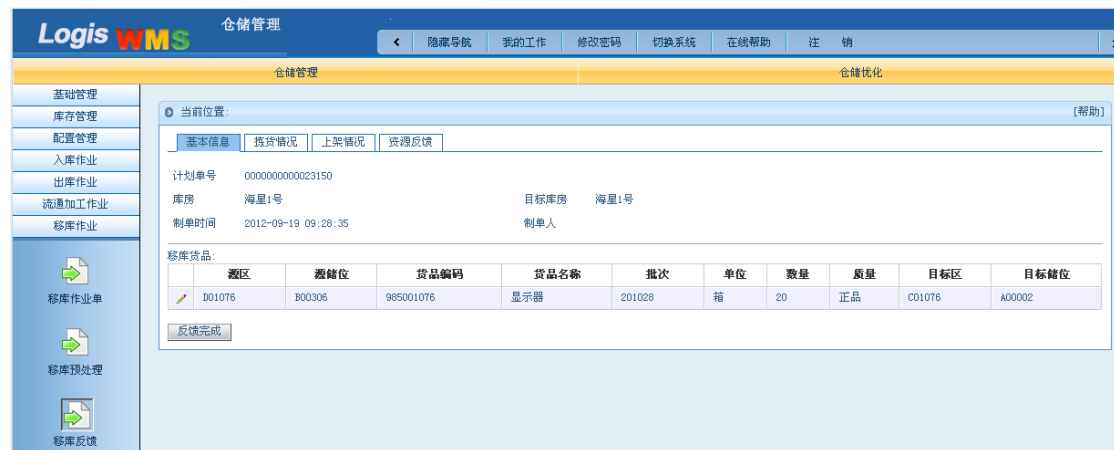 Logis WMS 仓储管理
隐藏导航 我的工作 修改密码 切换系统 在线帮助 注 销
仓储管理 仓储优化
基础管理
库存管理
配置管理
入库作业
出库作业
流通加工作业
移库作业
移库作业单
移库预处理
移库反馈
当前位置: [帮助]
基本信息 拣货情况 上架情况 资源反馈
计划单号 0000000000023150
库房 海星1号 目标库房 海星1号
制单时间 2012-09-19 09:28:35 制单人
移库货品:
源区 源储位 货品编码 货品名称 批次 单位 数量 质量 目标区 目标储位
D01076 B00306 985001076 显示器 201028 箱 20 正品 C01076 A00002
反馈完成